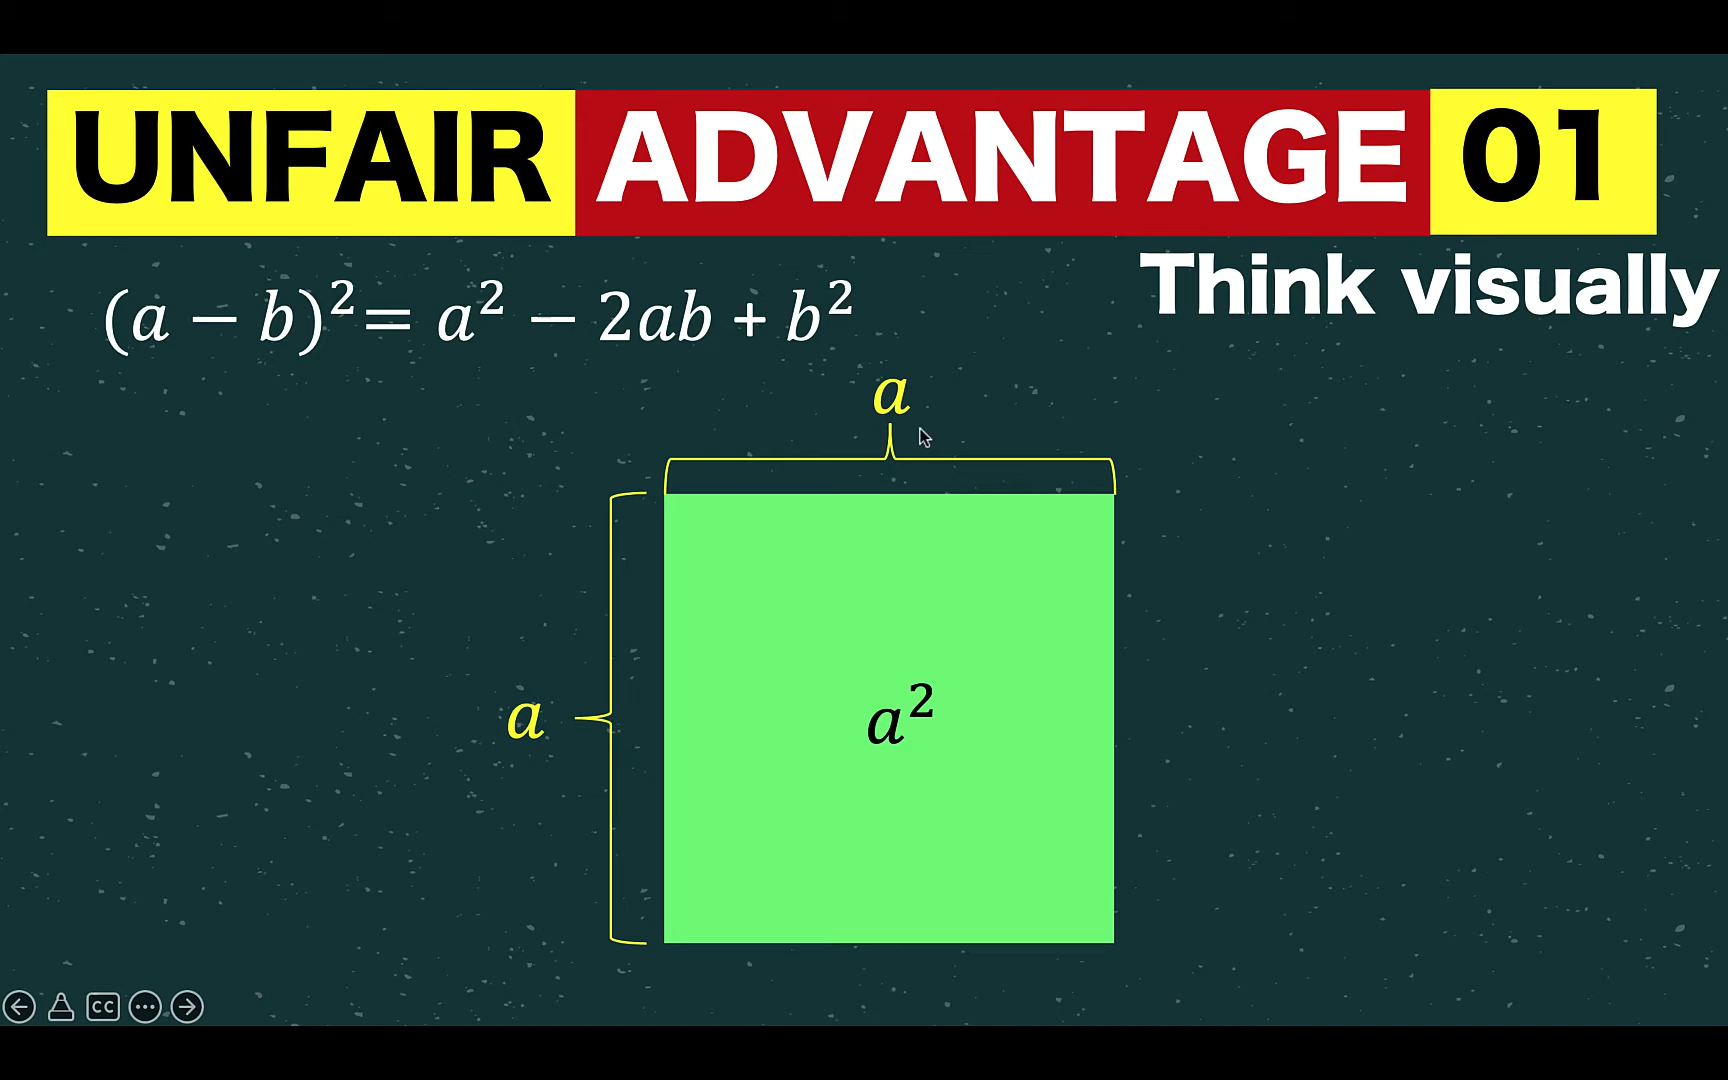 UNFAIR ADVANTAGE 01
Think visually
(a − b)²= a² − 2ab + b²
a
a
a²
CC